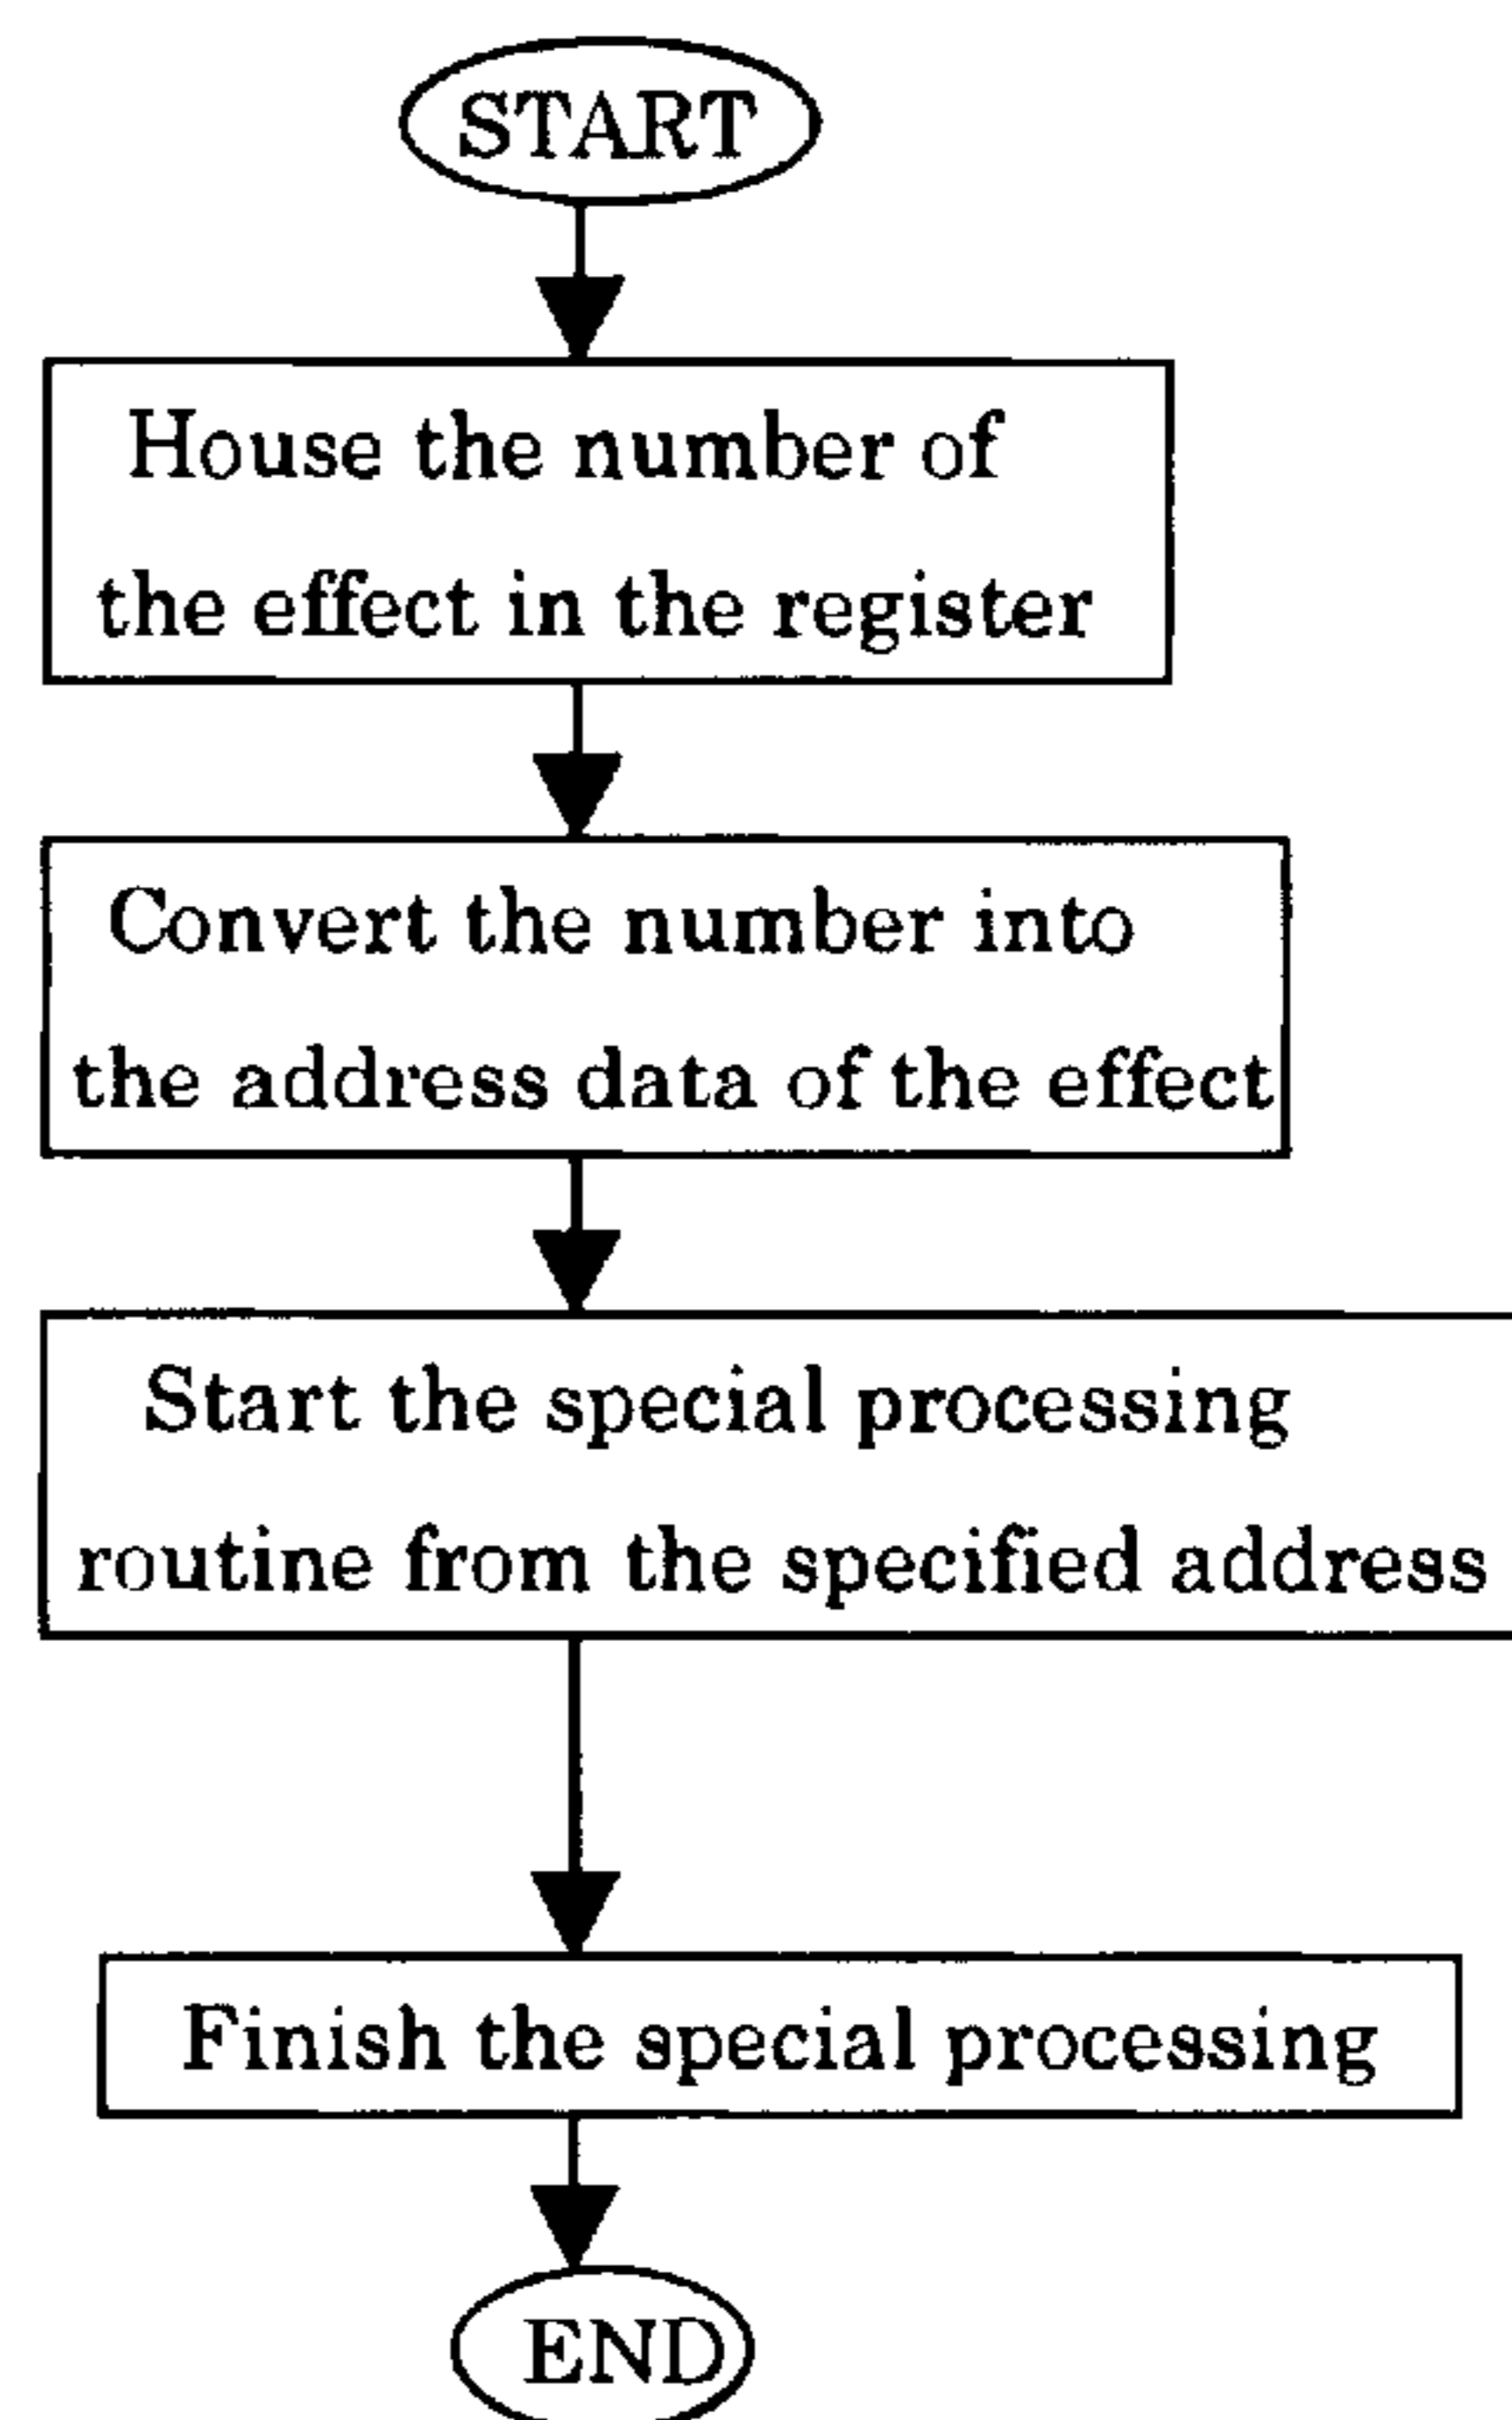 START
House the number of
the effect in the register
Convert the number into
the address data of the effect
Start the special processing
routine from the specified address
Finish the special processing
END